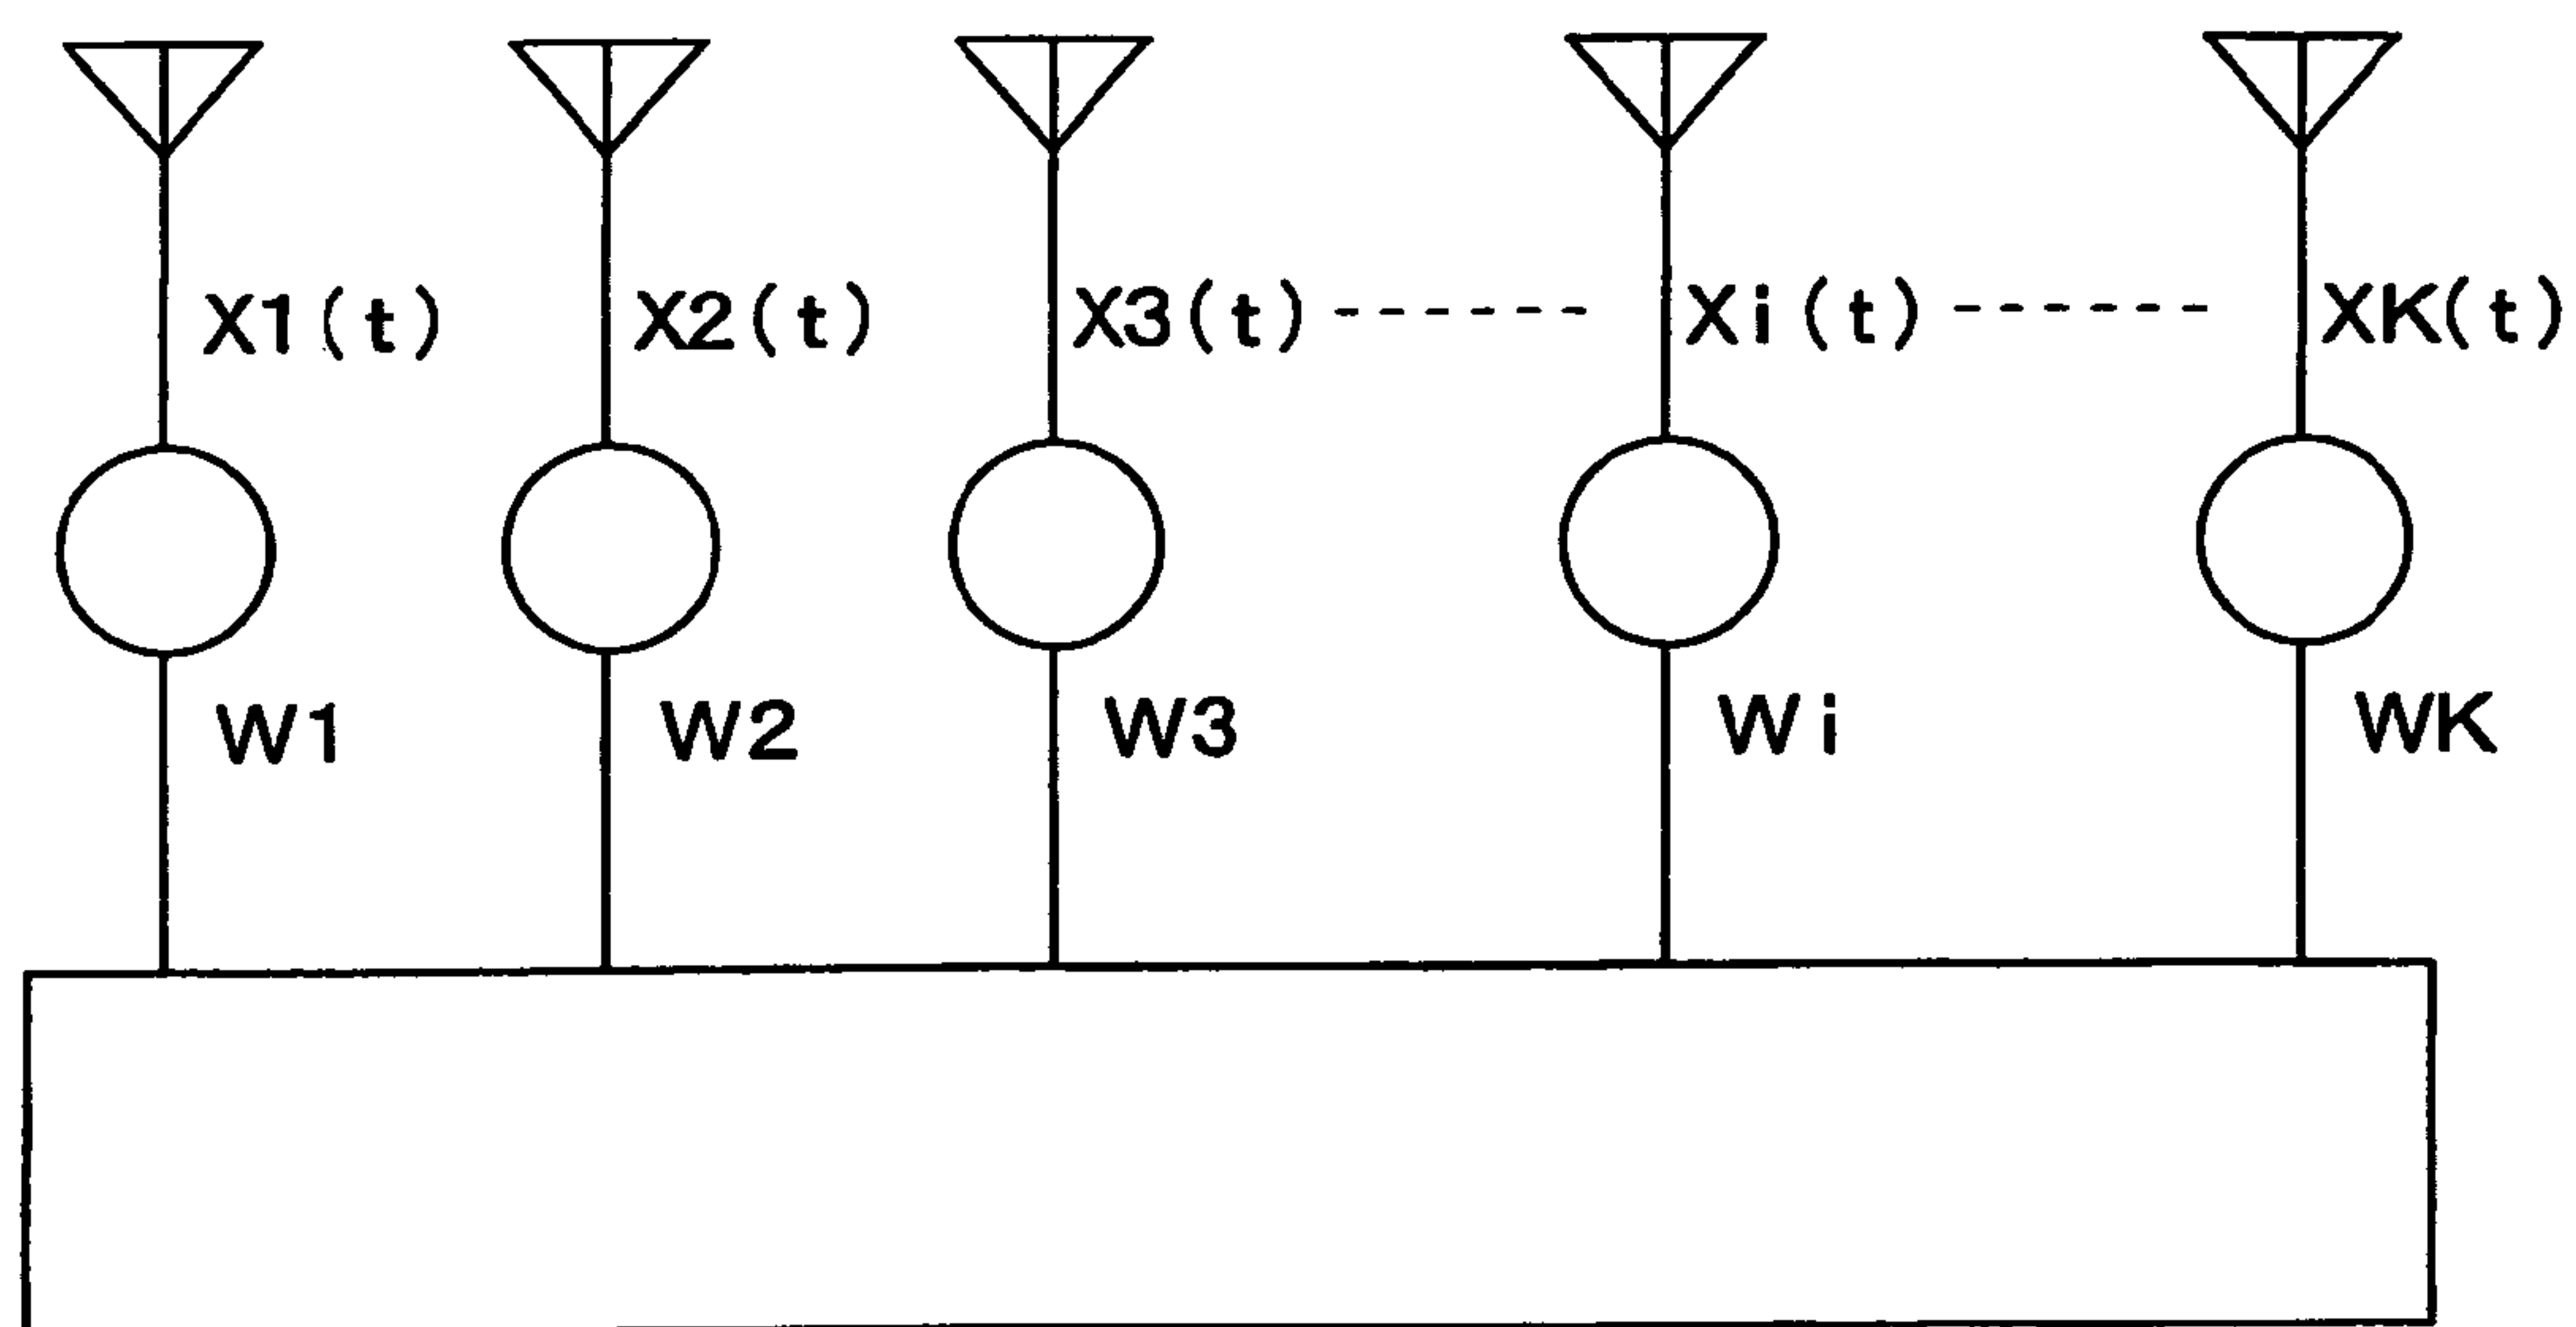 X1(t) X2(t) X3(t) ------ Xi(t) ------ XK(t)
W1 W2 W3 Wi WK